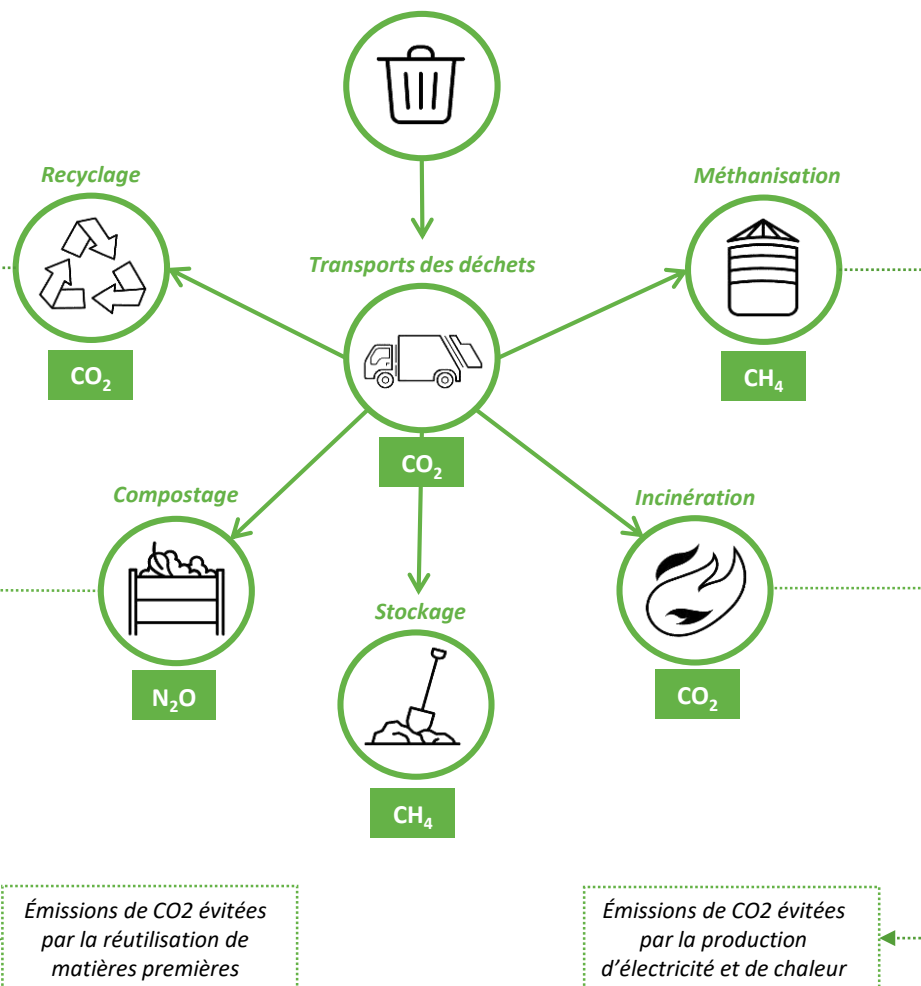 Recyclage
Méthanisation
Transports des déchets
CO₂
CH₄
CO₂
Compostage
Incinération
Stockage
N₂O
CO₂
CH₄
Émissions de CO2 évitées
par la réutilisation de
matières premières
Émissions de CO2 évitées
par la production
d’électricité et de chaleur